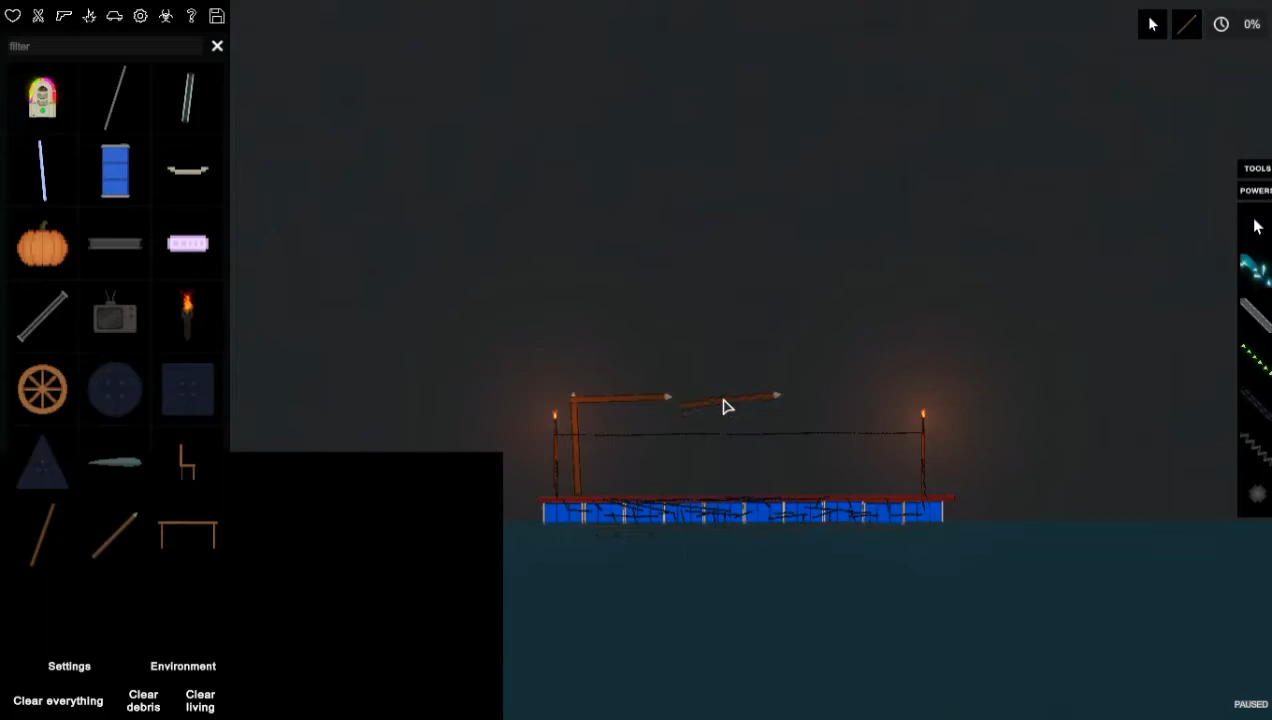 0%
filter
TOOLS
POWERS
Settings
Environment
Clear everything
Clear debris
Clear living
PAUSED